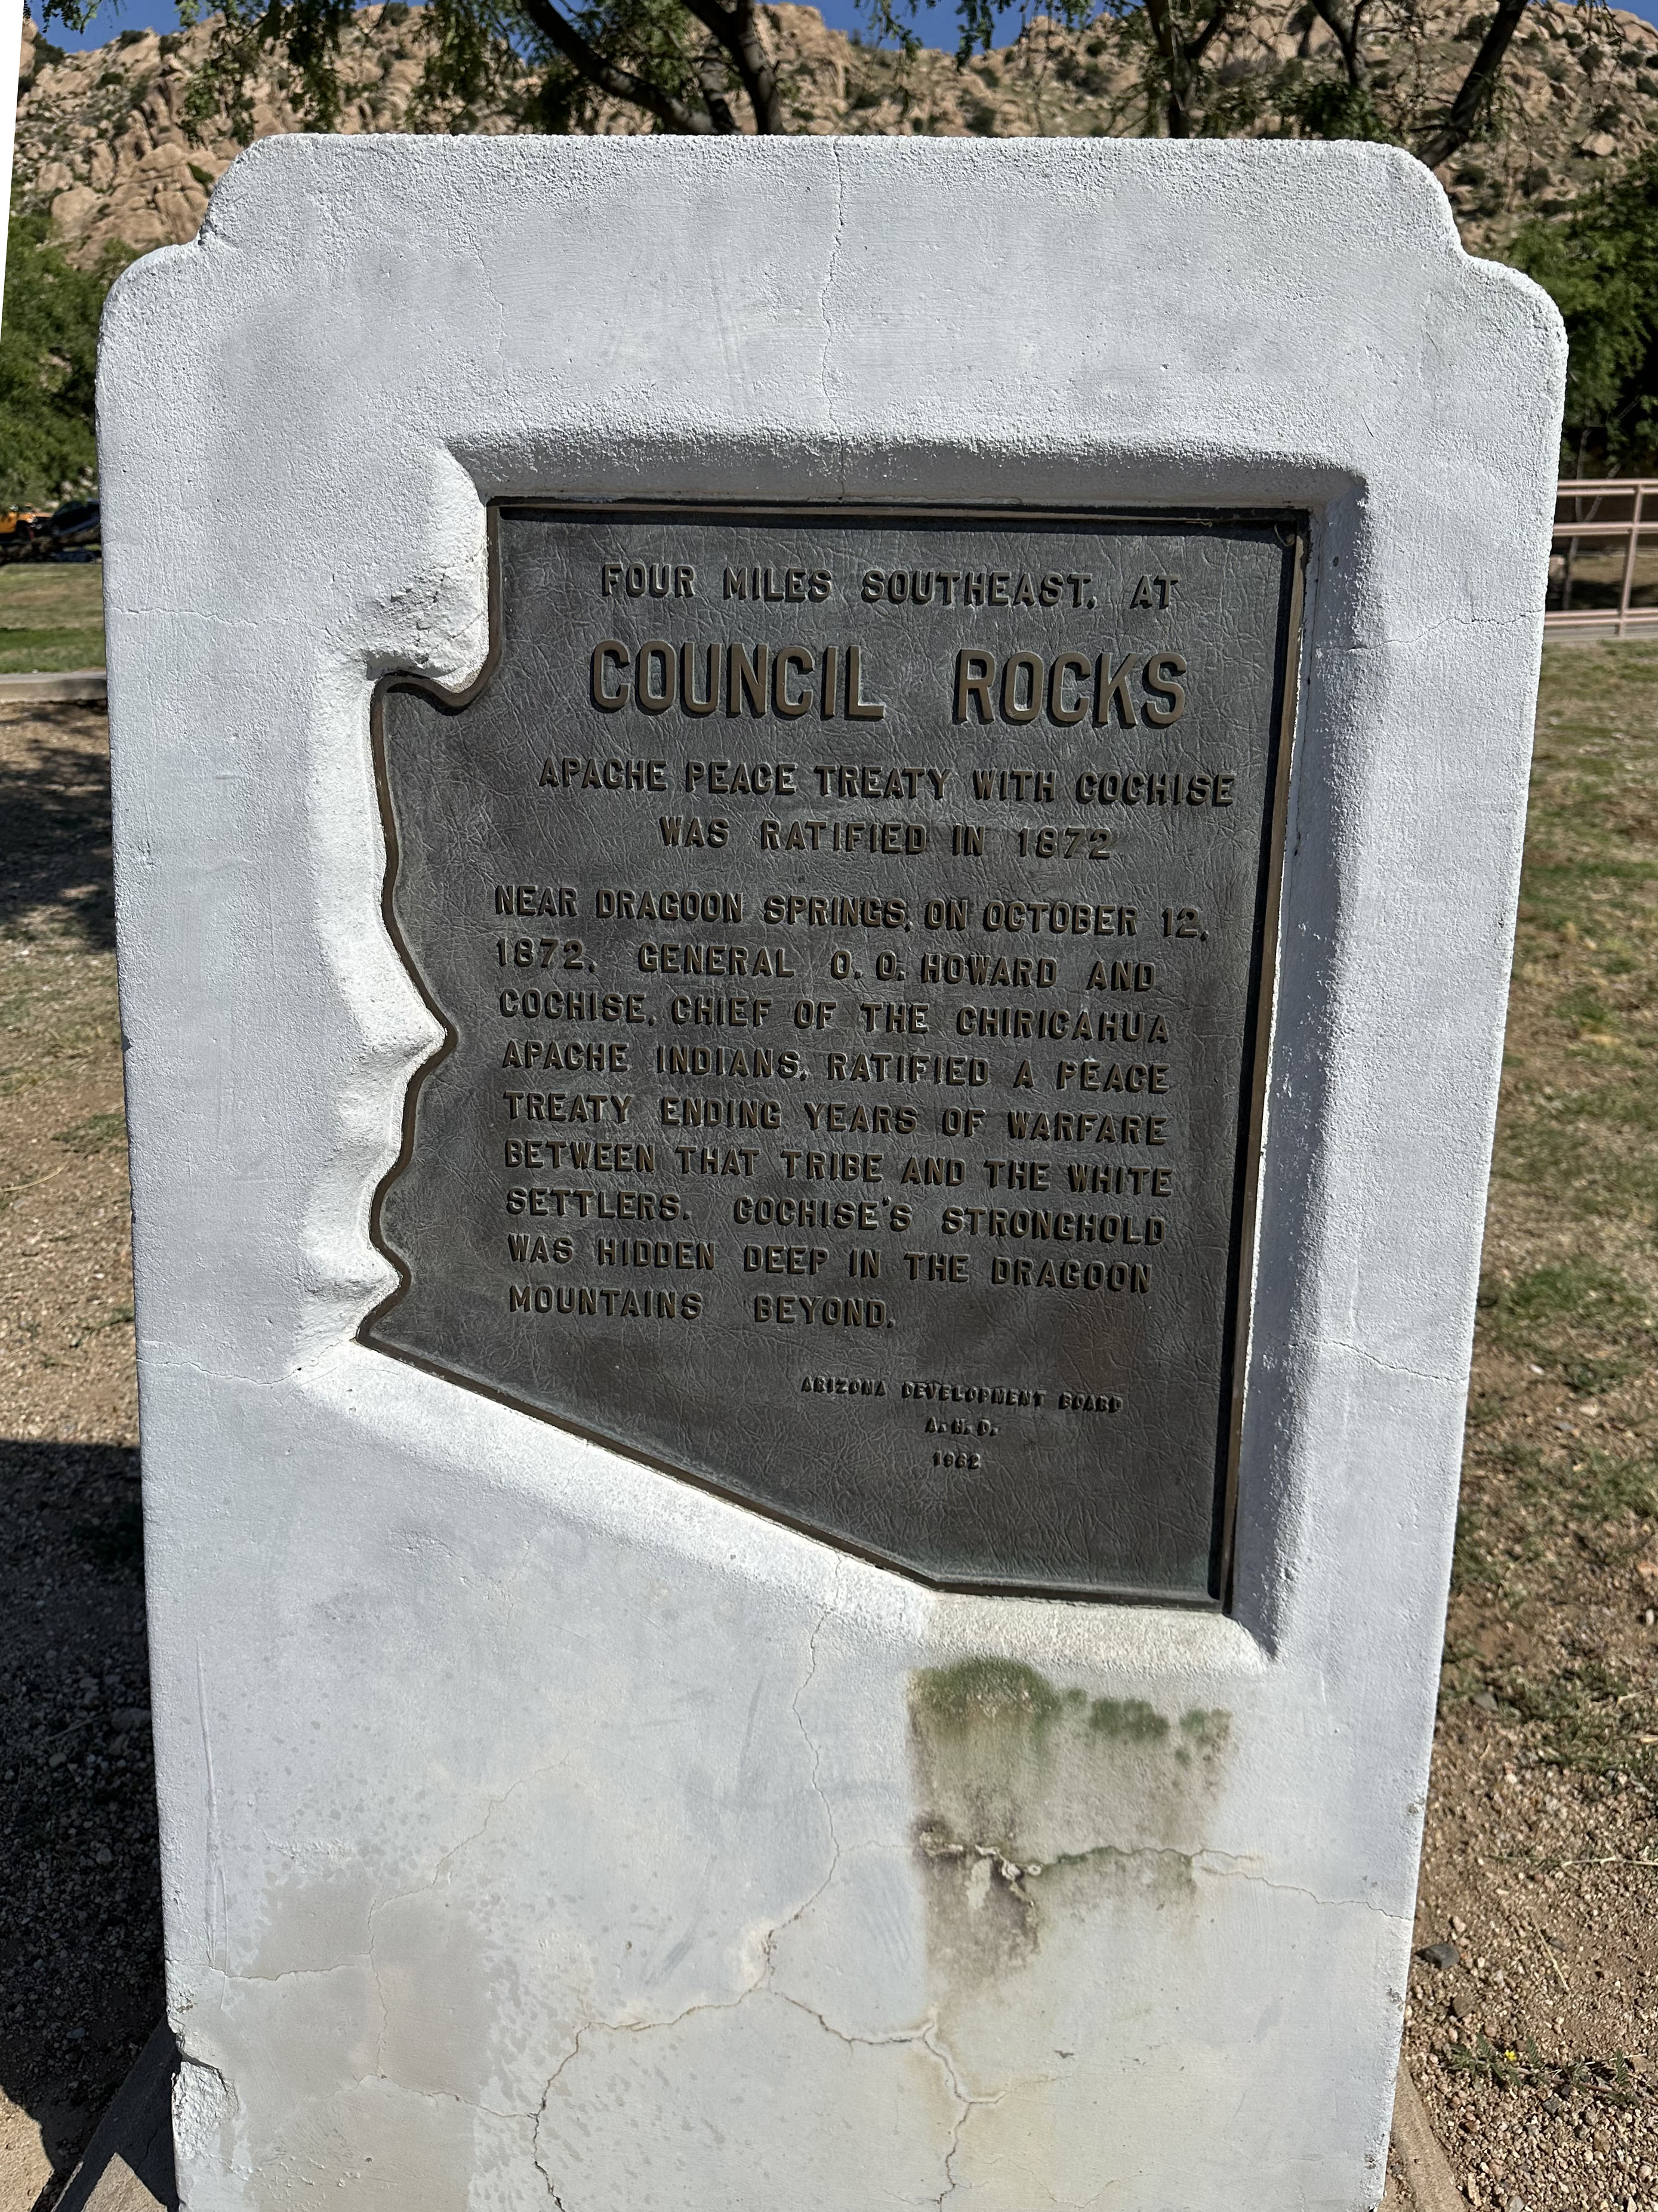 FOUR MILES SOUTHEAST, AT
COUNCIL ROCKS
APACHE PEACE TREATY WITH COCHISE
WAS RATIFIED IN 1872
NEAR DRAGOON SPRINGS, ON OCTOBER 12,
1872, GENERAL O. O. HOWARD AND
COCHISE, CHIEF OF THE CHIRICAHUA
APACHE INDIANS, RATIFIED A PEACE
TREATY ENDING YEARS OF WARFARE
BETWEEN THAT TRIBE AND THE WHITE
SETTLERS. COCHISE'S STRONGHOLD
WAS HIDDEN DEEP IN THE DRAGOON
MOUNTAINS BEYOND.
ARIZONA DEVELOPMENT BOARD
A. H. D.
1962